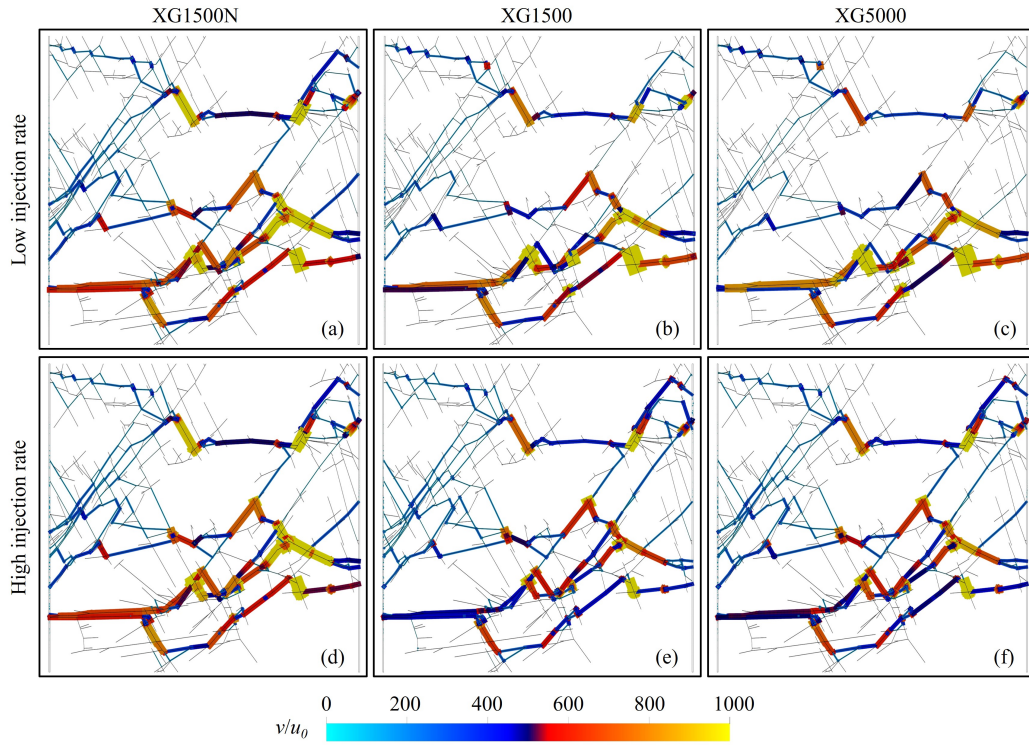 XG1500N XG1500 XG5000
Low injection rate
(a) (b) (c)
High injection rate
(d) (e) (f)
v/u0
0 200 400 600 800 1000